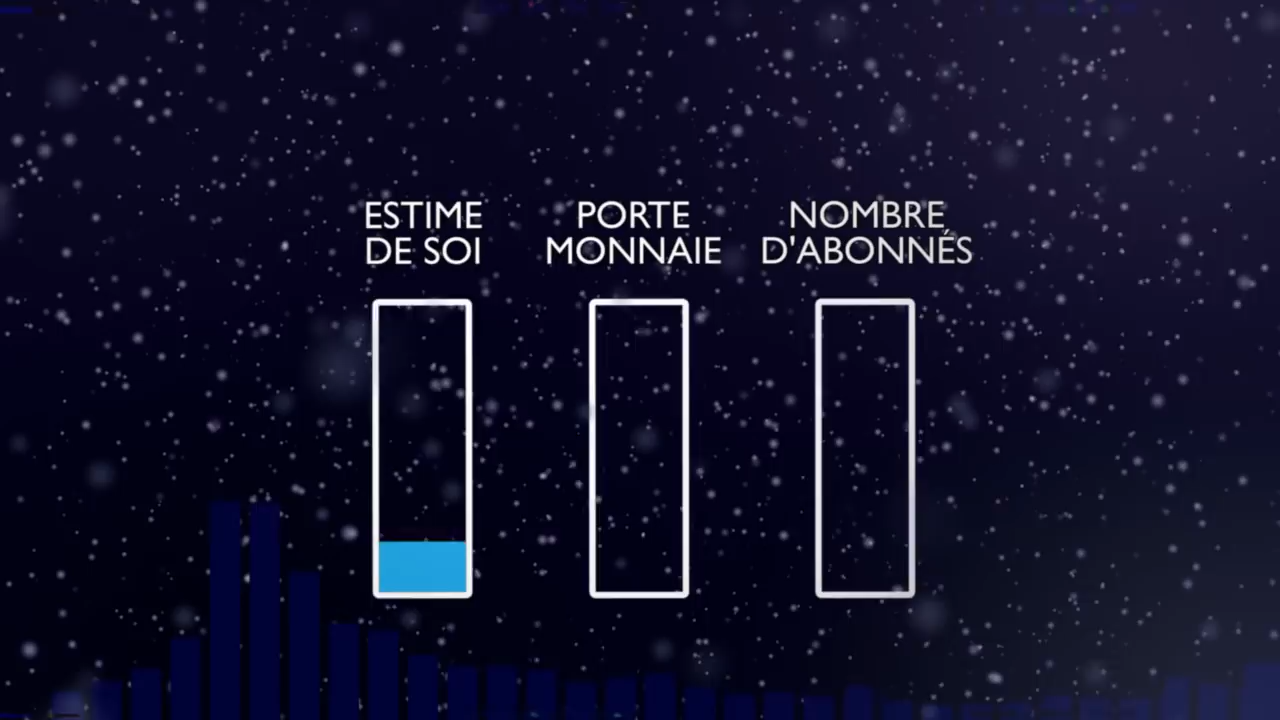 ESTIME
DE SOI
PORTE
MONNAIE
NOMBRE
D'ABONNÉS